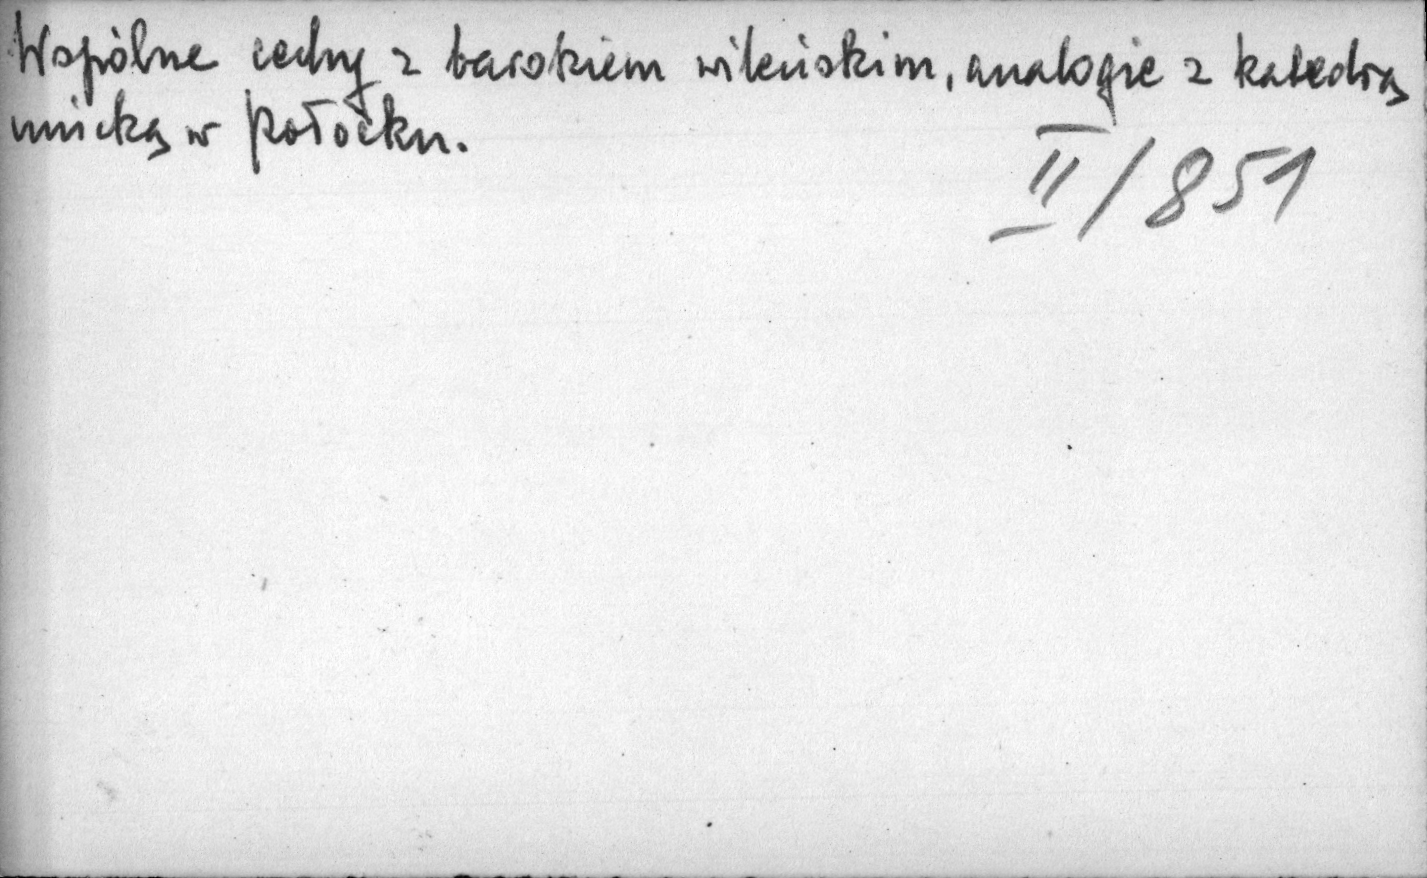 Wspólne cechy z barokiem wileńskim, analogie z katedrą
unicką w Połocku.
II/851